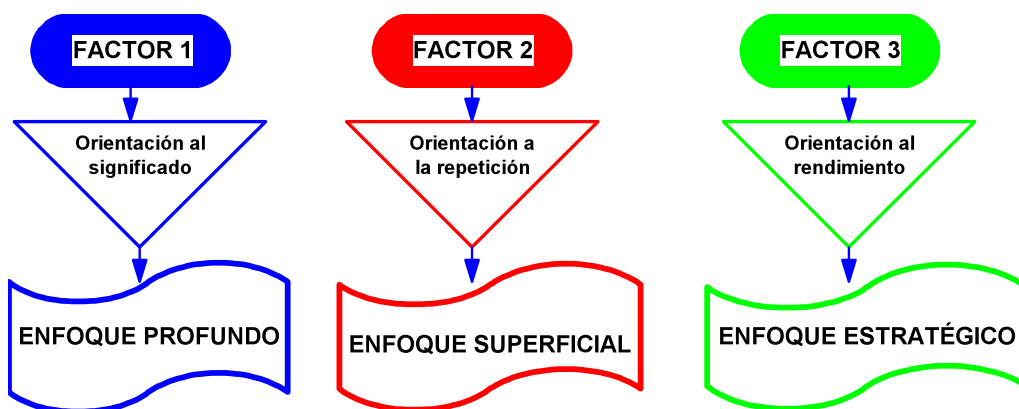 FACTOR 1
FACTOR 2
FACTOR 3
Orientación al
significado
Orientación a
la repetición
Orientación al
rendimiento
ENFOQUE PROFUNDO
ENFOQUE SUPERFICIAL
ENFOQUE ESTRATÉGICO